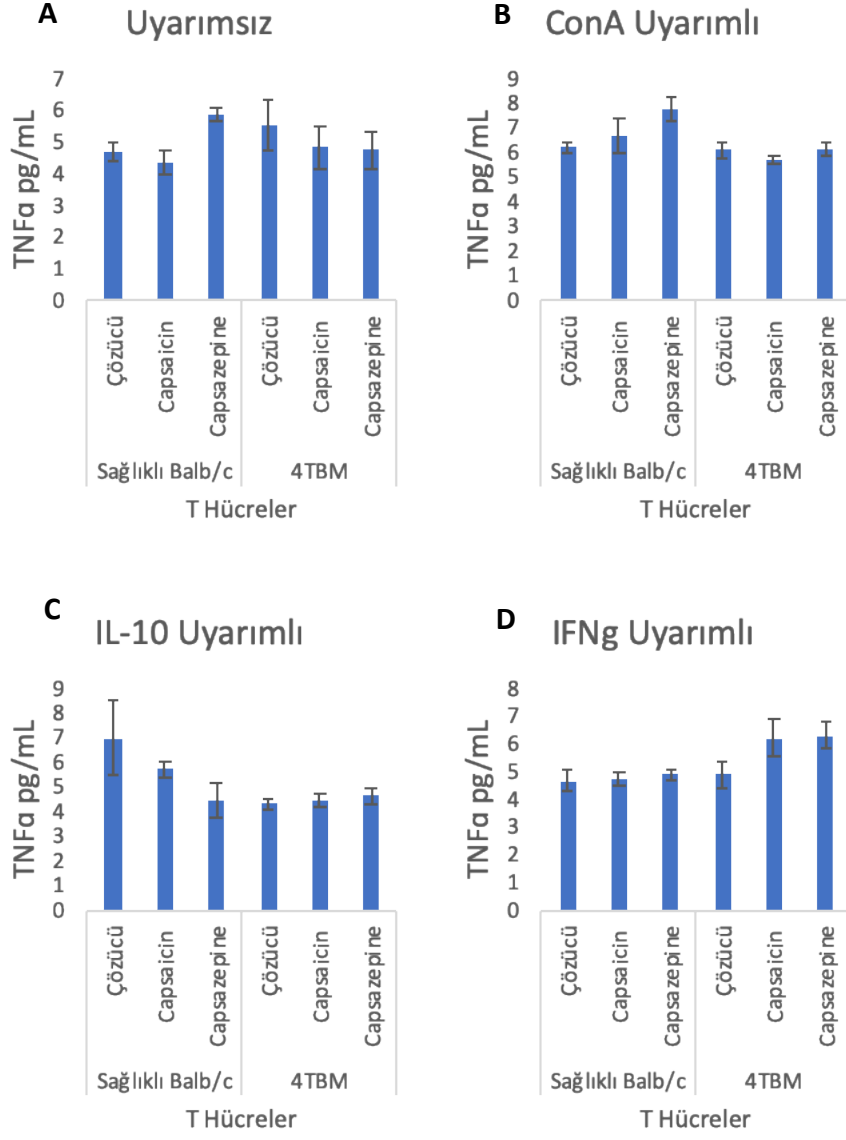 A
Uyarımsız
TNFα pg/mL
7
6
5
4
3
2
1
0
Çözücü
Capsaicin
Capsazepine
Çözücü
Capsaicin
Capsazepine
Sağlıklı Balb/c
4TBM
T Hücreler
B
ConA Uyarımlı
TNFα pg/mL
9
8
7
6
5
4
3
2
1
0
Çözücü
Capsaicin
Capsazepine
Çözücü
Capsaicin
Capsazepine
Sağlıklı Balb/c
4TBM
T Hücreler
C
IL-10 Uyarımlı
TNFα pg/mL
9
8
7
6
5
4
3
2
1
0
Çözücü
Capsaicin
Capsazepine
Çözücü
Capsaicin
Capsazepine
Sağlıklı Balb/c
4TBM
T Hücreler
D
IFNg Uyarımlı
TNFα pg/mL
8
7
6
5
4
3
2
1
0
Çözücü
Capsaicin
Capsazepine
Çözücü
Capsaicin
Capsazepine
Sağlıklı Balb/c
4TBM
T Hücreler